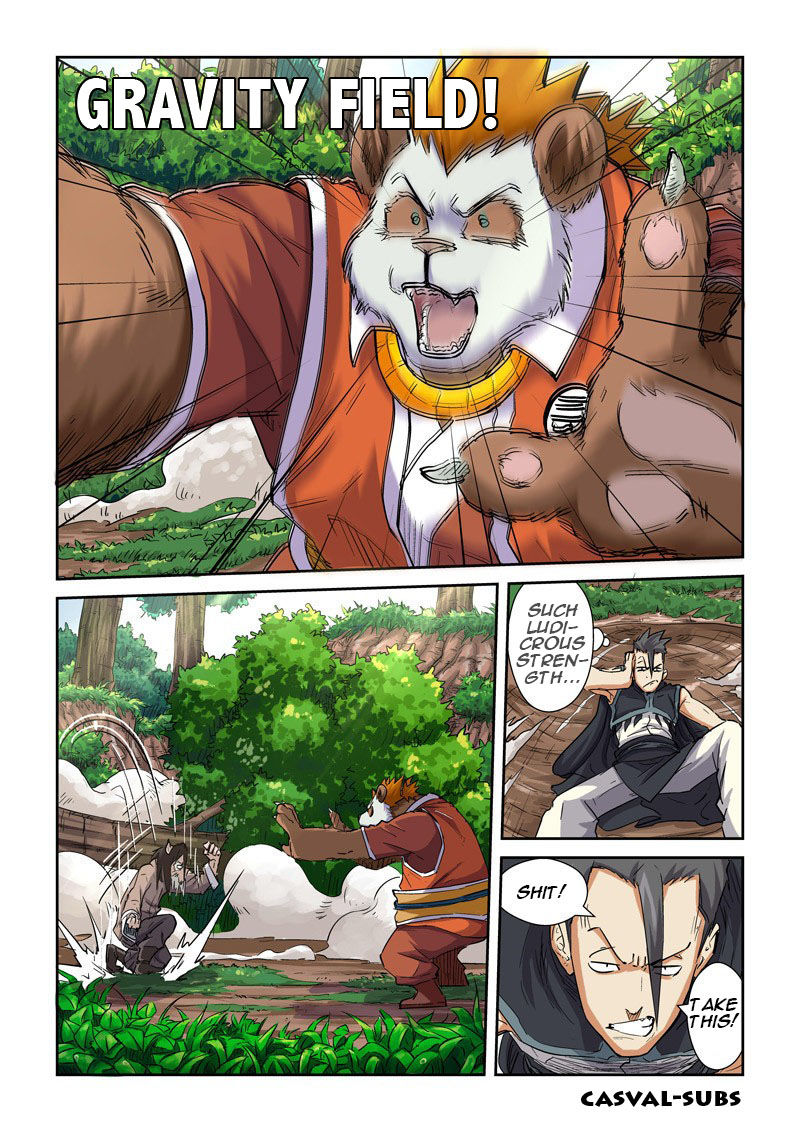 GRAVITY FIELD!
SUCH
LUDI-
CROUS
STREN-
GTH...
SHIT!
TAKE
THIS!
CASVAL-SUBS